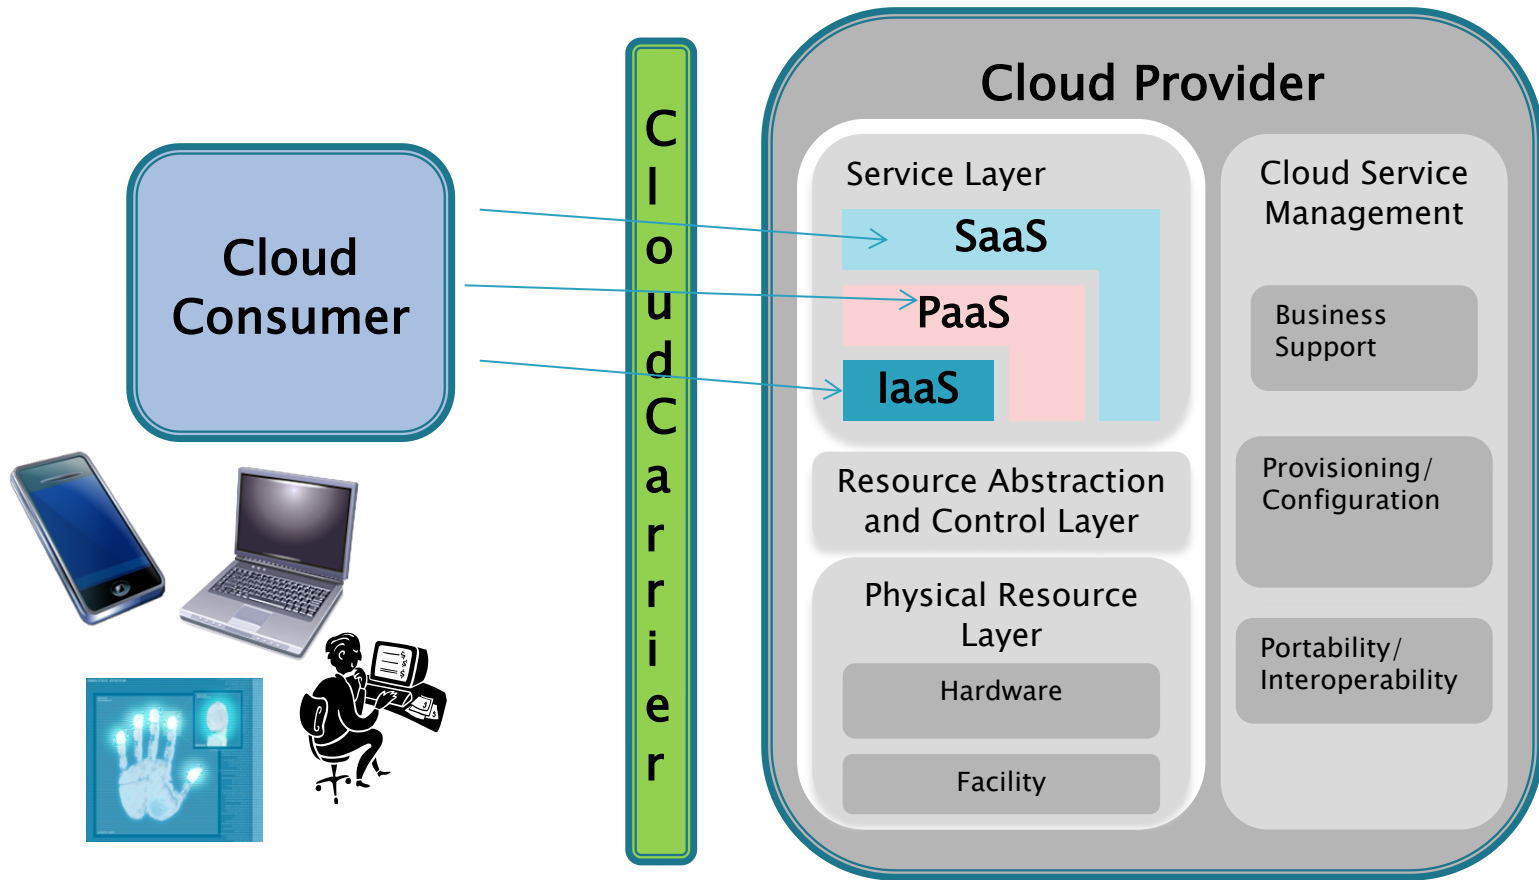 Cloud
Consumer
CloudCarrier
Cloud Provider
Service Layer
SaaS
PaaS
IaaS
Resource Abstraction
and Control Layer
Physical Resource
Layer
Hardware
Facility
Cloud Service
Management
Business
Support
Provisioning/
Configuration
Portability/
Interoperability